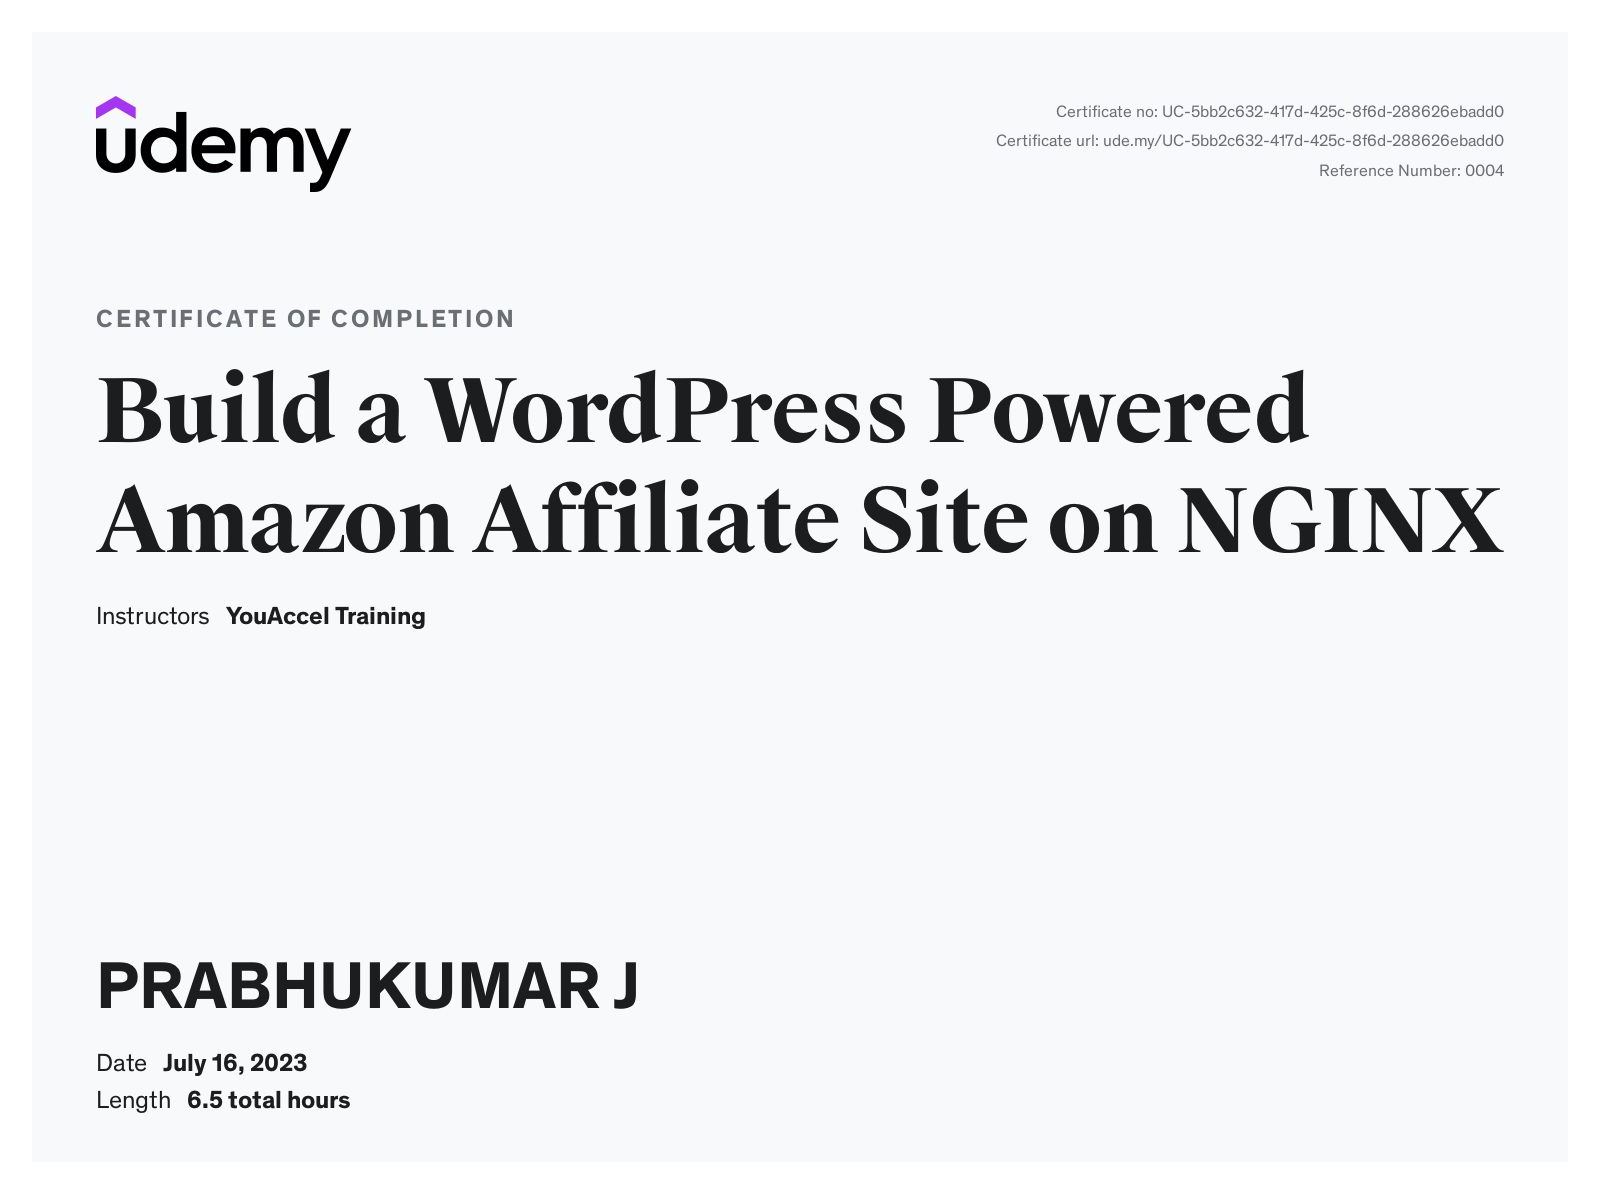 udemy
Certificate no: UC-5bb2c632-417d-425c-8f6d-288626ebadd0
Certificate url: ude.my/UC-5bb2c632-417d-425c-8f6d-288626ebadd0
Reference Number: 0004
CERTIFICATE OF COMPLETION
Build a WordPress Powered
Amazon Affiliate Site on NGINX
Instructors YouAccel Training
PRABHUKUMAR J
Date July 16, 2023
Length 6.5 total hours